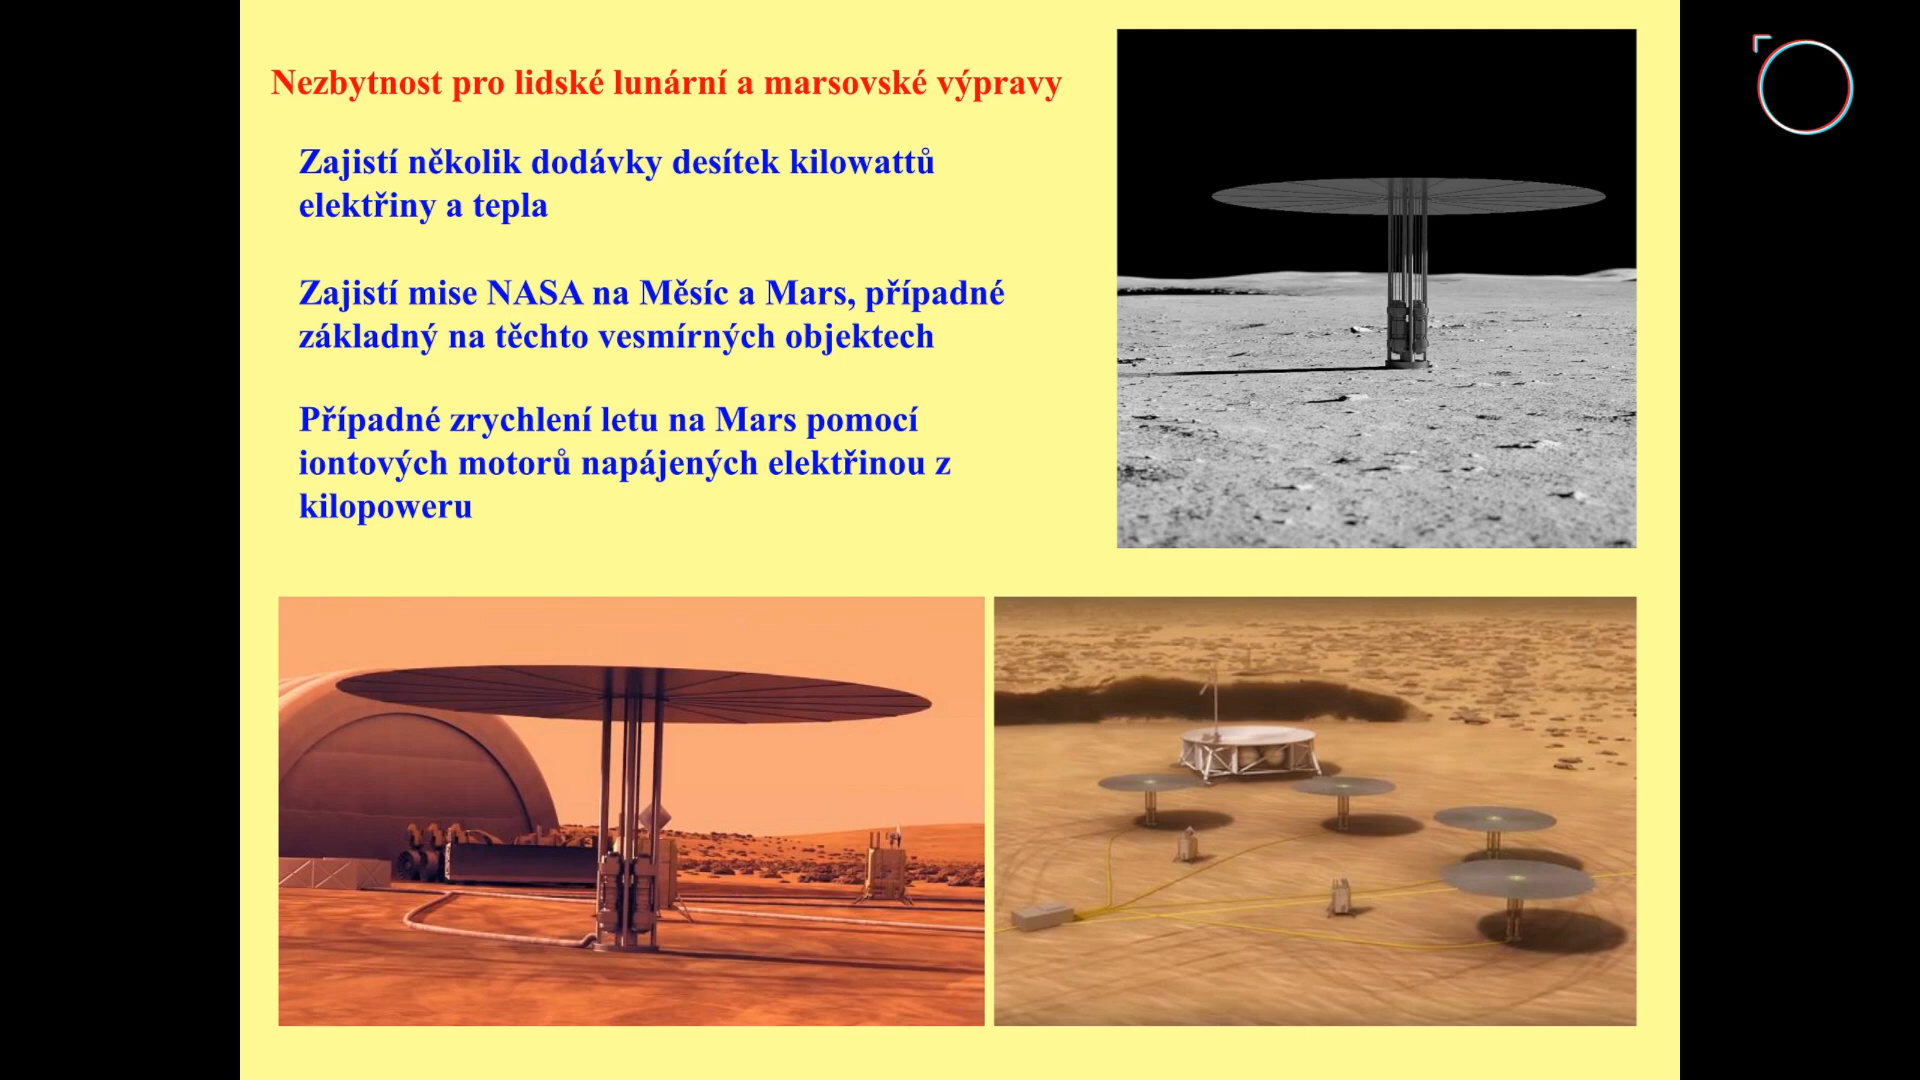 Nezbytnost pro lidské lunární a marsovské výpravy
Zajistí několik dodávky desítek kilowattů
elektřiny a tepla
Zajistí mise NASA na Měsíc a Mars, případné
základný na těchto vesmírných objektech
Případné zrychlení letu na Mars pomocí
iontových motorů napájených elektřinou z
kilopoweru